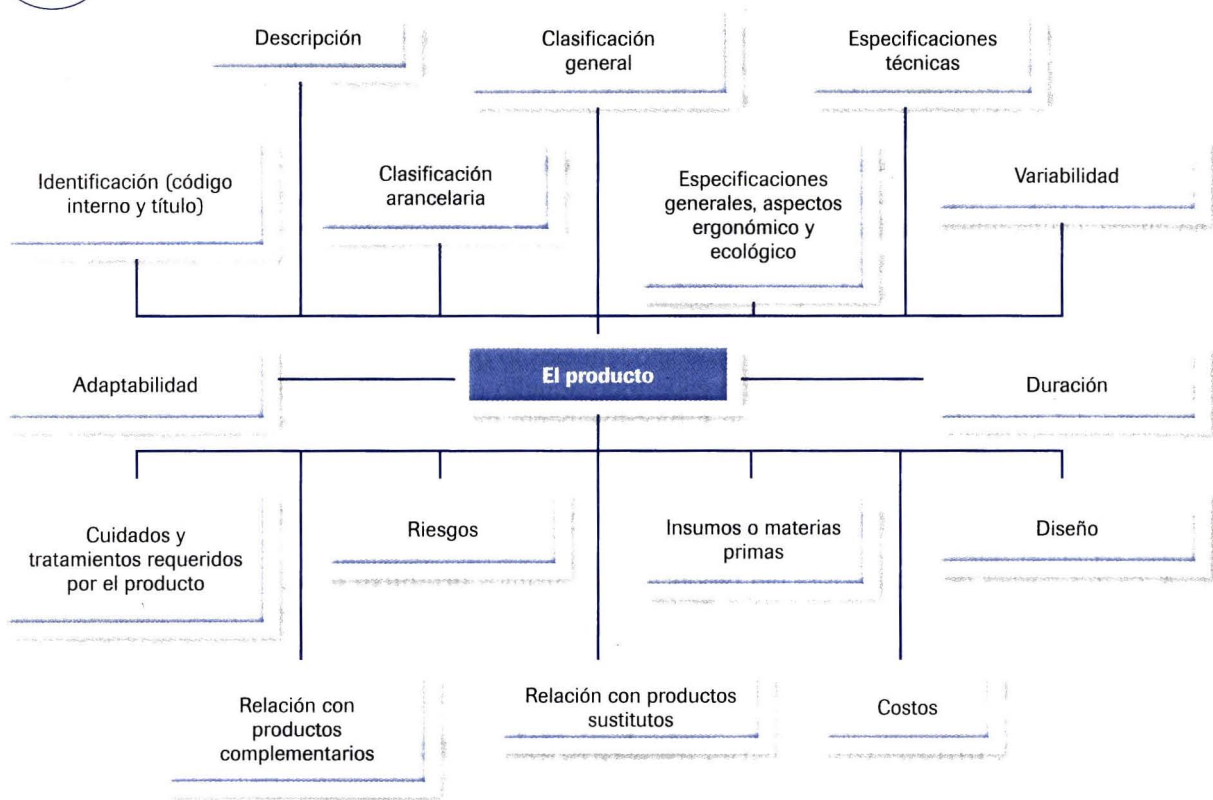 Descripción
Clasificación
general
Especificaciones
técnicas
Identificación (código
interno y título)
Clasificación
arancelaria
Especificaciones
generales, aspectos
ergonómico y
ecológico
Variabilidad
Adaptabilidad
El producto
Duración
Cuidados y
tratamientos requeridos
por el producto
Riesgos
Insumos o materias
primas
Diseño
Relación con
productos
complementarios
Relación con productos
sustitutos
Costos